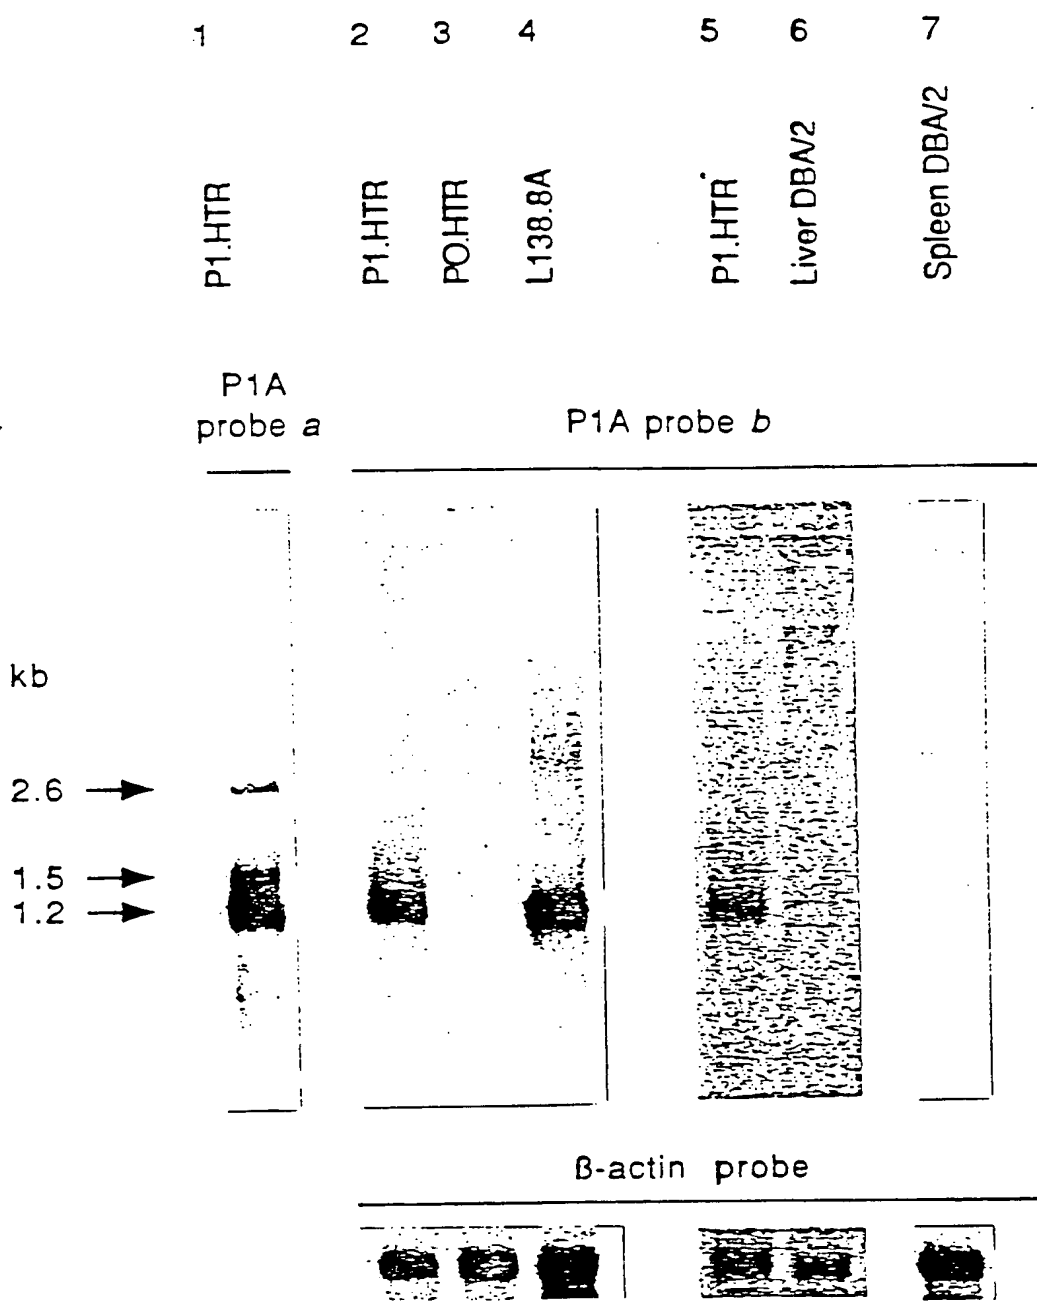 1 2 3 4 5 6 7
P1.HTR
P1.HTR
PO.HTR
L138.8A
P1.HTR
Liver DBA/2
Spleen DBA/2
P1A
probe a
P1A probe b
kb
2.6
1.5
1.2
ß-actin probe